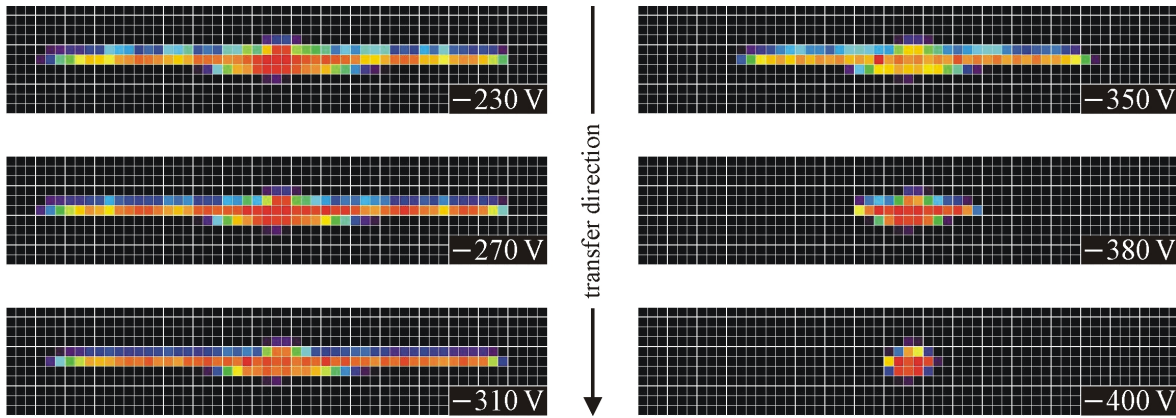 −230 V
−270 V
−310 V
transfer direction
−350 V
−380 V
−400 V